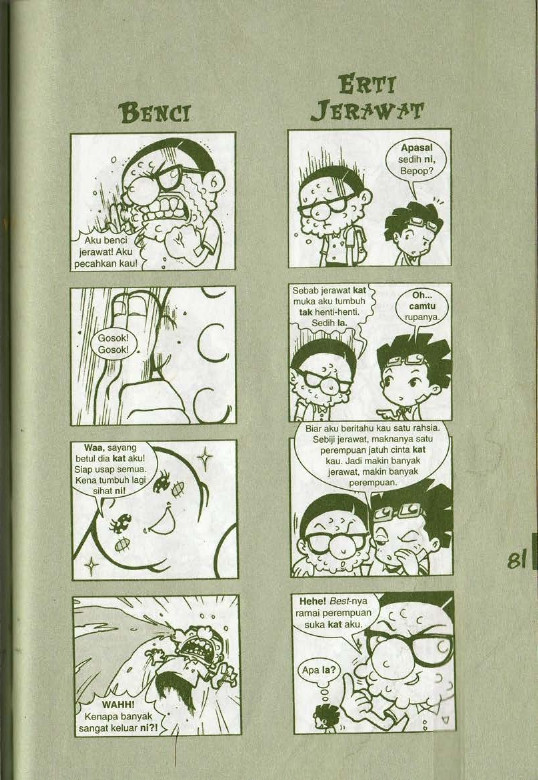 BENCI
Aku benci
jerawat! Aku
pecahkan kau!
Gosok!
Gosok!
Waa, sayang
betul dia kat aku!
Siap usap semua.
Kena tumbuh lagi
sihat ni!
WAHH!
Kenapa banyak
sangat keluar ni?!
ERTI
JERAWAT
Apasal
sedih ni,
Bepop?
Sebab jerawat kat
muka aku tumbuh
tak henti-henti.
Sedih la.
Oh...
camtu
rupanya.
Biar aku beritahu kau satu rahsia.
Sebiji jerawat, maknanya satu
perempuan jatuh cinta kat
kau. Jadi makin banyak
jerawat, makin banyak
perempuan.
Hehe! Best-nya
ramai perempuan
suka kat aku.
Apa la?
81